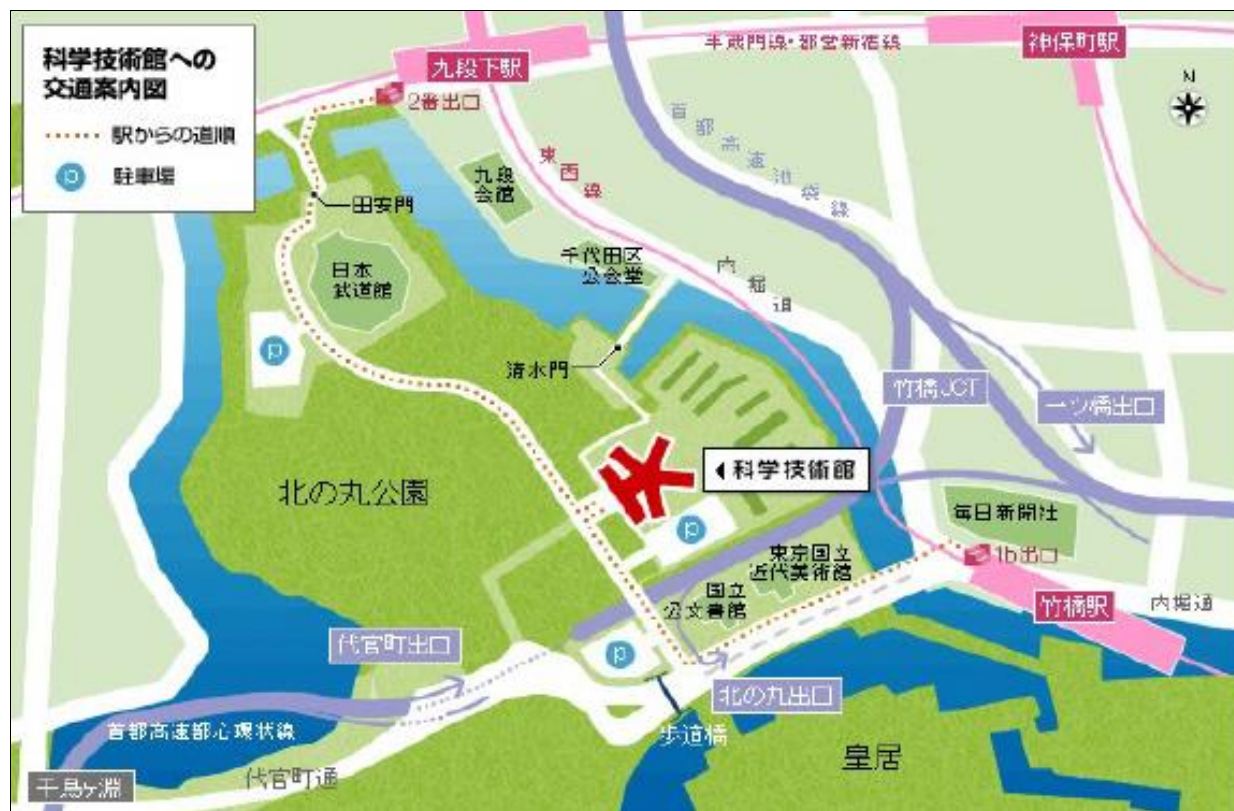 科学技術館への
交通案内図
駅からの道順
P
駐車場
九段下駅
2番出口
半蔵門線・都営新宿線
神保町駅
N
首都高速池袋線
東西線
九段
会館
田安門
日本
武道館
千代田区
公会堂
内堀通
P
清水門
竹橋JCT
一ツ橋出口
科学技術館
北の丸公園
P
毎日新聞社
東京国立
近代美術館
1b出口
国立
公文書館
竹橋駅
内堀通
代官町出口
P
北の丸出口
首都高速都心環状線
歩道橋
皇居
代官町通
千鳥ヶ淵